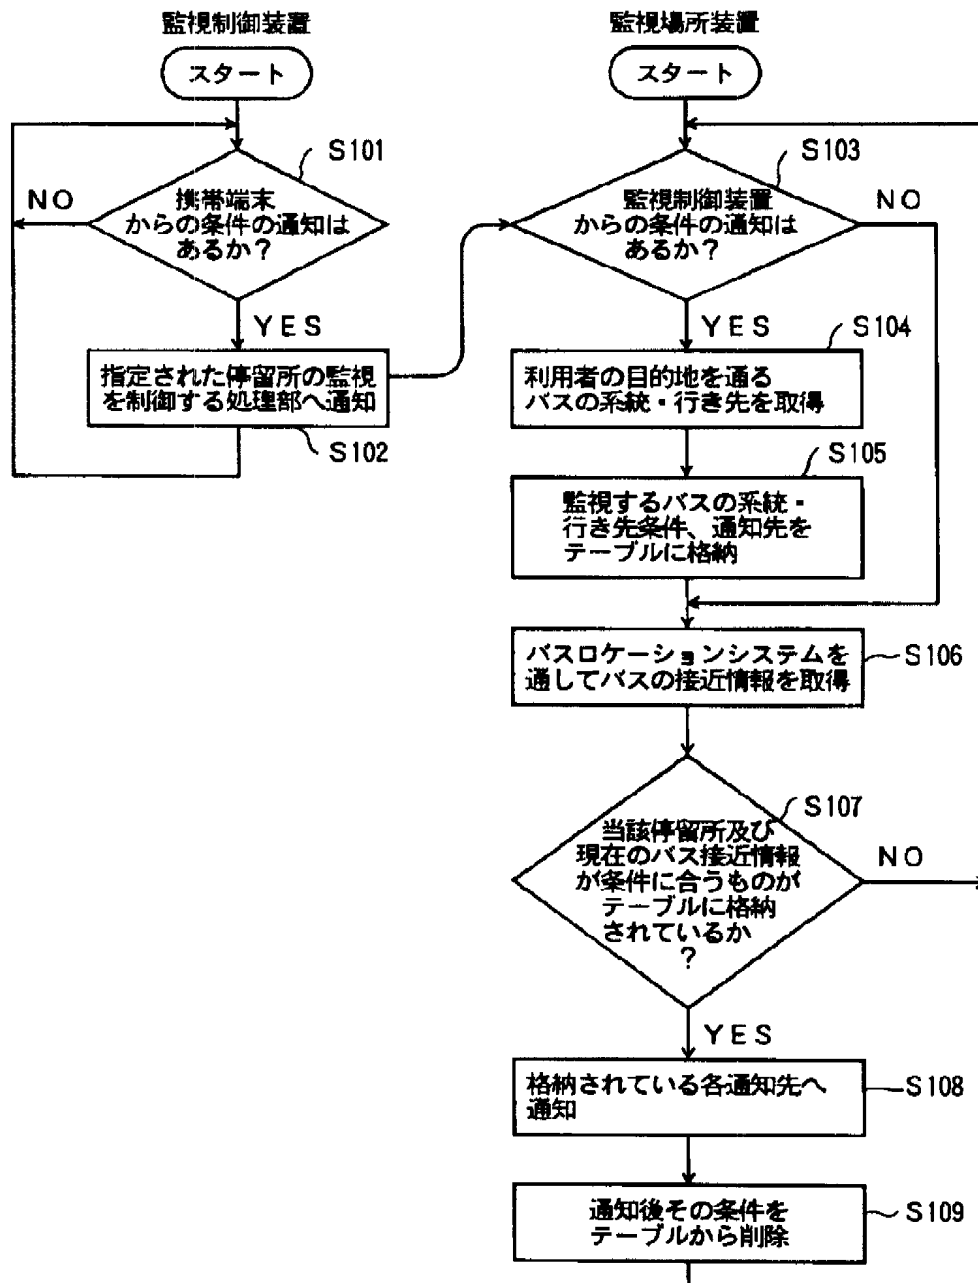 監視制御装置
スタート
S101
NO
携帯端末
からの条件の通知は
あるか?
YES
指定された停留所の監視
を制御する処理部へ通知
S102
監視場所装置
スタート
S103
監視制御装置
からの条件の通知は
あるか?
NO
YES
S104
利用者の目的地を通る
バスの系統・行き先を取得
S105
監視するバスの系統・
行き先条件、通知先を
テーブルに格納
バスロケーションシステムを
通してバスの接近情報を取得
S106
S107
当該停留所及び
現在のバス接近情報
が条件に合うものが
テーブルに格納
されているか
?
NO
YES
格納されている各通知先へ
通知
S108
通知後その条件を
テーブルから削除
S109